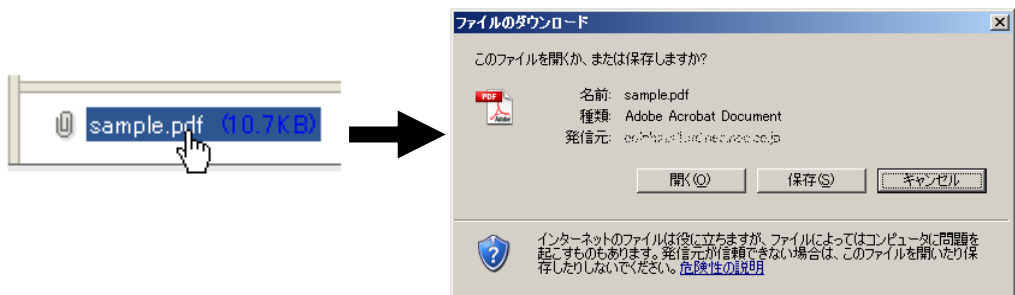 sample.pdf (10.7KB)
ファイルのダウンロード
このファイルを開くか、または保存しますか?
PDF
Adobe
名前: sample.pdf
種類: Adobe Acrobat Document
発信元:
開く(O) 保存(S) キャンセル
インターネットのファイルは役に立ちますが、ファイルによってはコンピュータに問題を
起こすものもあります。発信元が信頼できない場合は、このファイルを開いたり保
存したりしないでください。危険性の説明